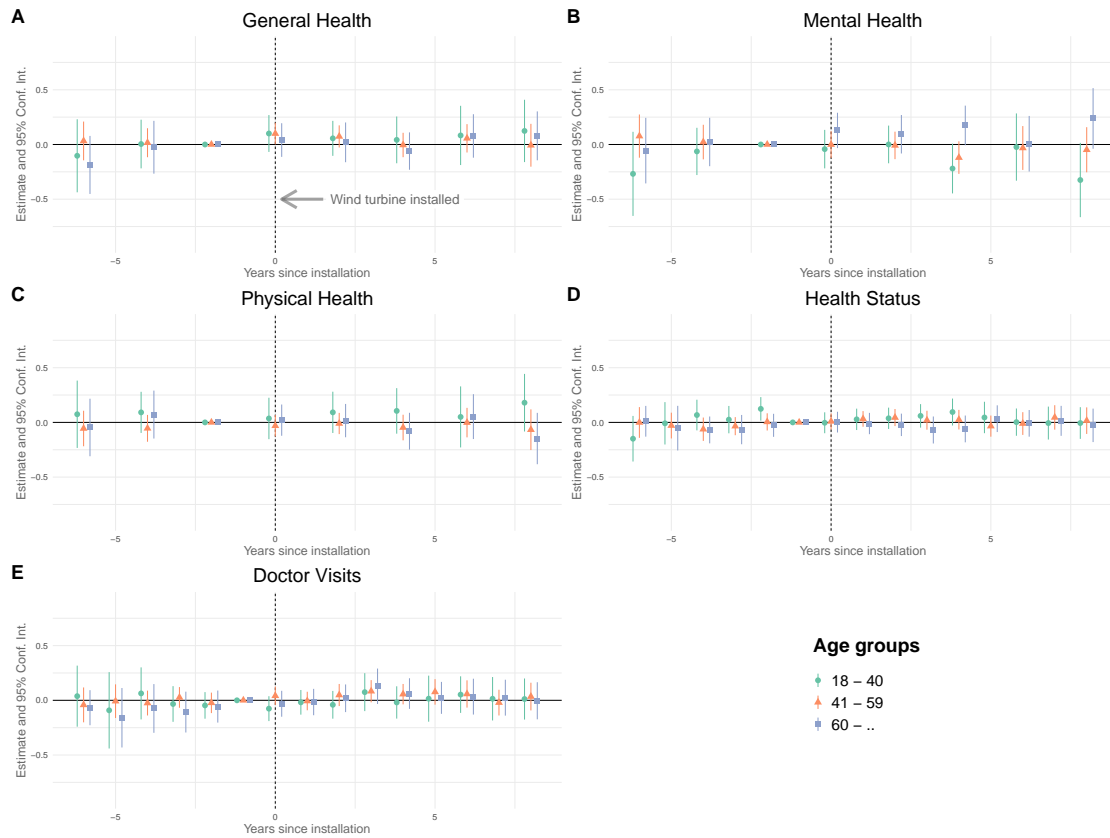 A
General Health
Estimate and 95% Conf. Int.
0.5
0.0
−0.5
Wind turbine installed
−5
0
5
Years since installation
B
Mental Health
Estimate and 95% Conf. Int.
0.5
0.0
−0.5
−5
0
5
Years since installation
C
Physical Health
Estimate and 95% Conf. Int.
0.5
0.0
−0.5
−5
0
5
Years since installation
D
Health Status
Estimate and 95% Conf. Int.
0.5
0.0
−0.5
−5
0
5
Years since installation
E
Doctor Visits
Estimate and 95% Conf. Int.
0.5
0.0
−0.5
−5
0
5
Years since installation
Age groups
18 − 40
41 − 59
60 − ..